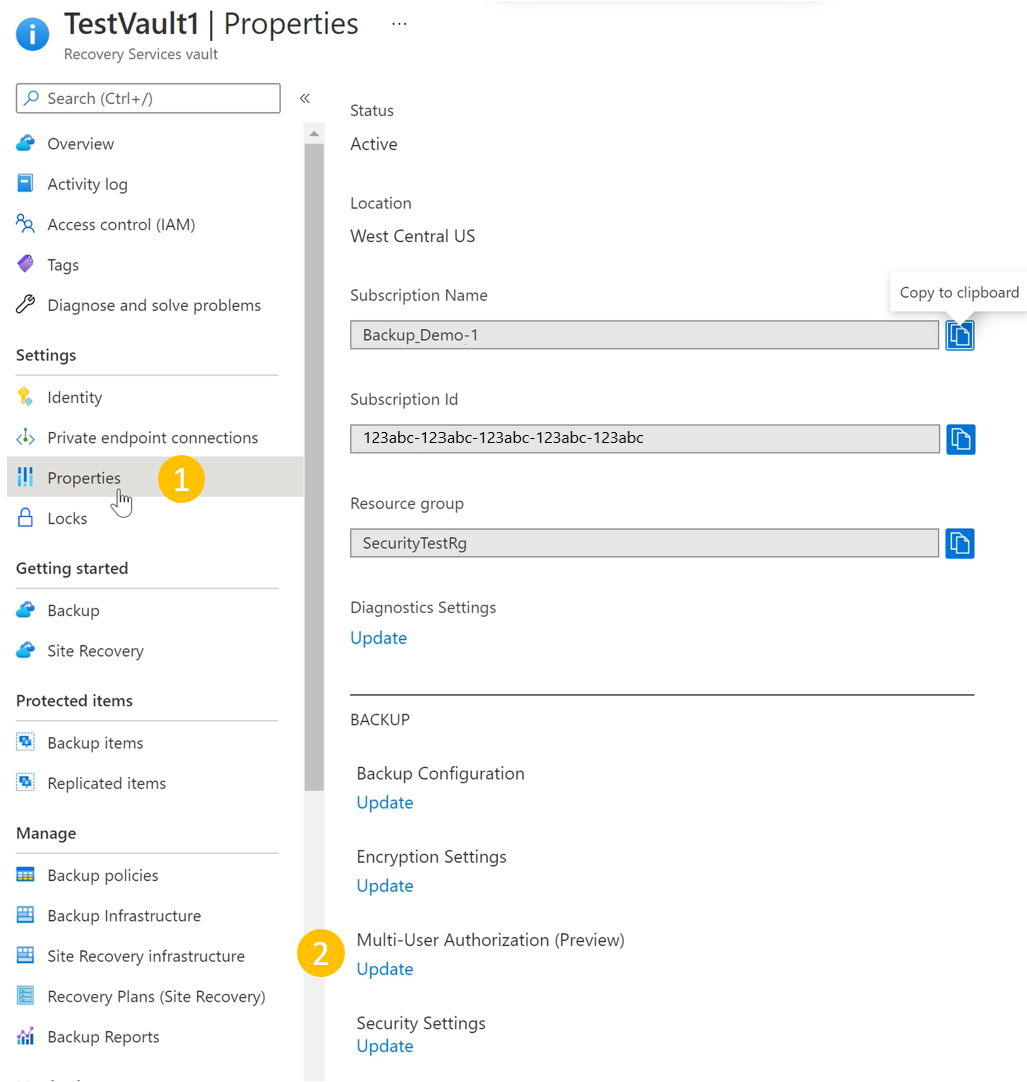 TestVault1 | Properties ...
Recovery Services vault
Search (Ctrl+/)
«
Overview
Activity log
Access control (IAM)
Tags
Diagnose and solve problems
Settings
Identity
Private endpoint connections
Properties
1
Locks
Getting started
Backup
Site Recovery
Protected items
Backup items
Replicated items
Manage
Backup policies
Backup Infrastructure
Site Recovery infrastructure
Recovery Plans (Site Recovery)
Backup Reports
Status
Active
Location
West Central US
Subscription Name
Copy to clipboard
Backup_Demo-1
Subscription Id
123abc-123abc-123abc-123abc-123abc
Resource group
SecurityTestRg
Diagnostics Settings
Update
BACKUP
Backup Configuration
Update
Encryption Settings
Update
2
Multi-User Authorization (Preview)
Update
Security Settings
Update